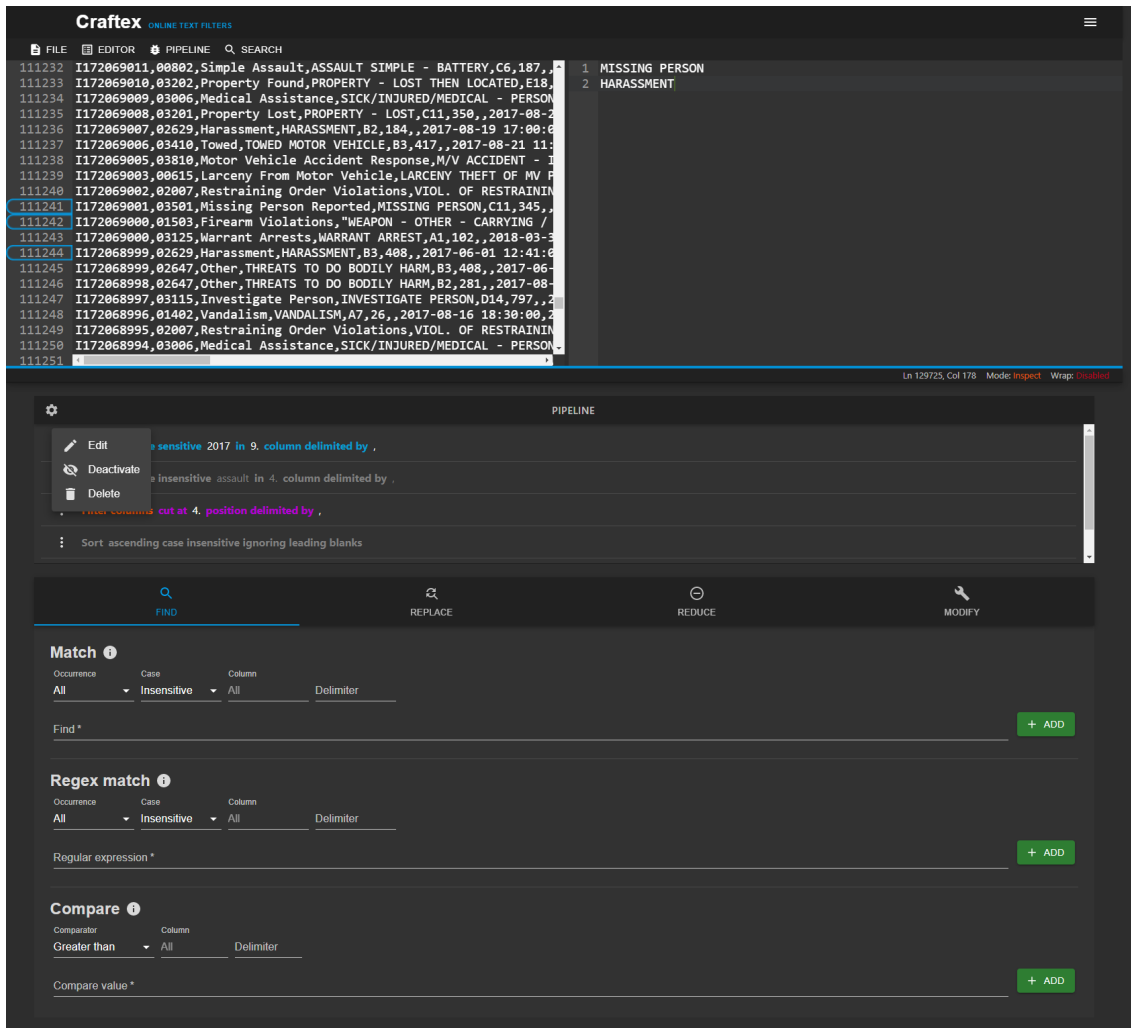 Craftex ONLINE TEXT FILTERS
FILE EDITOR PIPELINE SEARCH
111232 I172069011,00802,Simple Assault,ASSAULT SIMPLE - BATTERY,C6,187,,
111233 I172069010,03202,Property Found,PROPERTY - LOST THEN LOCATED,E18,
111234 I172069009,03006,Medical Assistance,SICK/INJURED/MEDICAL - PERSON
111235 I172069008,03201,Property Lost,PROPERTY - LOST,C11,350,,2017-08-2
111236 I172069007,02629,Harassment,HARASSMENT,B2,184,,2017-08-19 17:00:0
111237 I172069006,03410,Towed,TOWED MOTOR VEHICLE,B3,417,,2017-08-21 11:
111238 I172069005,03810,Motor Vehicle Accident Response,M/V ACCIDENT - I
111239 I172069003,00615,Larceny From Motor Vehicle,LARCENY THEFT OF MV P
111240 I172069002,02007,Restraining Order Violations,VIOL. OF RESTRAININ
111241 I172069001,03501,Missing Person Reported,MISSING PERSON,C11,345,,
111242 I172069000,01503,Firearm Violations,"WEAPON - OTHER - CARRYING /
111243 I172069000,03125,Warrant Arrests,WARRANT ARREST,A1,102,,2018-03-3
111244 I172068999,02629,Harassment,HARASSMENT,B3,408,,2017-06-01 12:41:0
111245 I172068999,02647,Other,THREATS TO DO BODILY HARM,B3,408,,2017-06-
111246 I172068998,02647,Other,THREATS TO DO BODILY HARM,B2,281,,2017-08-
111247 I172068997,03115,Investigate Person,INVESTIGATE PERSON,D14,797,,2
111248 I172068996,01402,Vandalism,VANDALISM,A7,26,,2017-08-16 18:30:00,2
111249 I172068995,02007,Restraining Order Violations,VIOL. OF RESTRAININ
111250 I172068994,03006,Medical Assistance,SICK/INJURED/MEDICAL - PERSON
111251
1 MISSING PERSON
2 HARASSMENT
Ln 129725, Col 178 Mode: Inspect Wrap: Disabled
PIPELINE
Edit
Deactivate
Delete
sensitive 2017 in 9. column delimited by ,
insensitive assault in 4. column delimited by ,
Filter columns cut at 4. position delimited by ,
Sort ascending case insensitive ignoring leading blanks
FIND REPLACE REDUCE MODIFY
Match
Occurrence Case Column
All Insensitive All Delimiter
Find *
+ ADD
Regex match
Occurrence Case Column
All Insensitive All Delimiter
Regular expression *
+ ADD
Compare
Comparator Column
Greater than All Delimiter
Compare value *
+ ADD